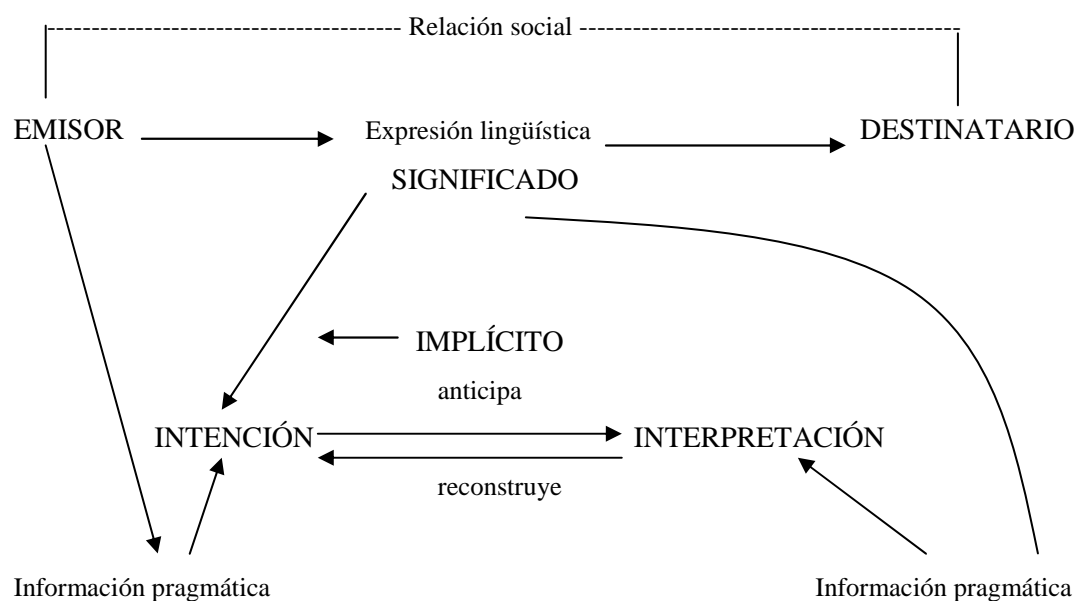 Relación social
EMISOR Expresión lingüística DESTINATARIO
SIGNIFICADO
IMPLÍCITO
anticipa
INTENCIÓN INTERPRETACIÓN
reconstruye
Información pragmática Información pragmática